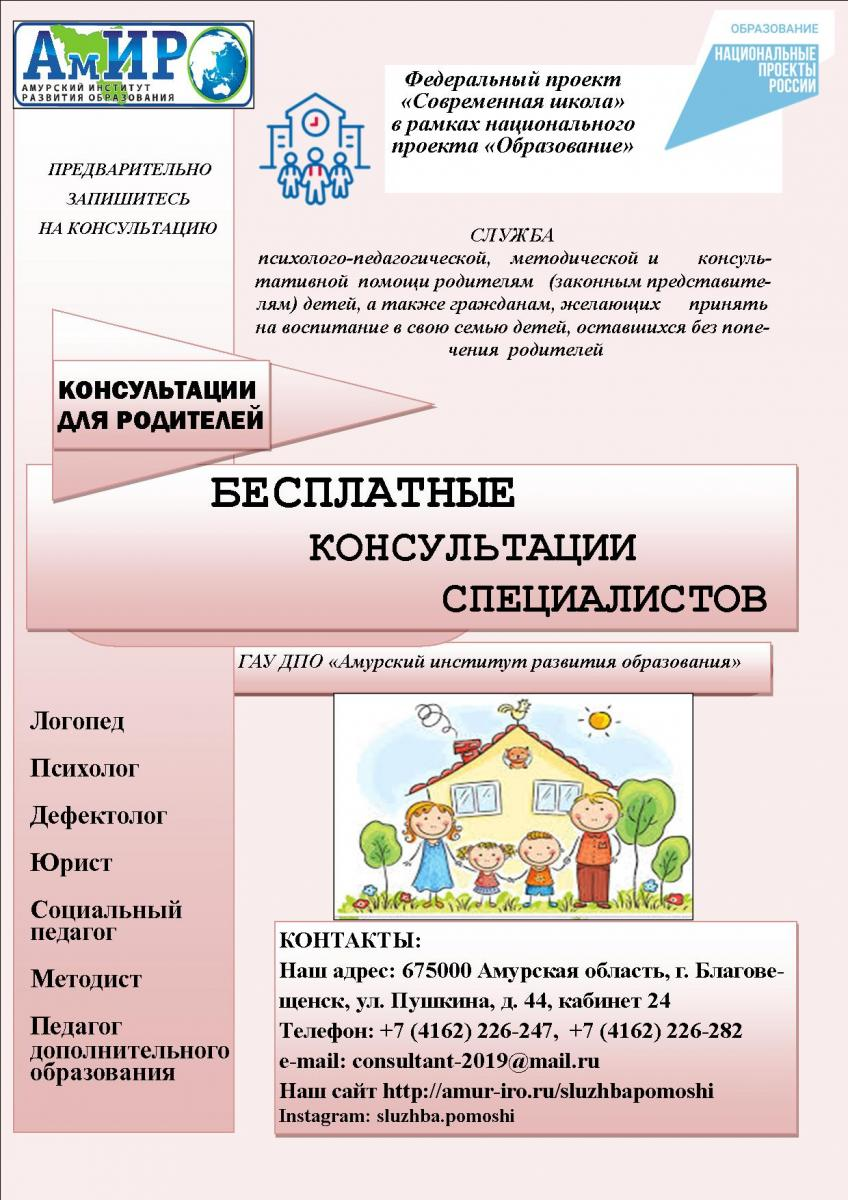 АмИРО
АМУРСКИЙ ИНСТИТУТ
РАЗВИТИЯ ОБРАЗОВАНИЯ
ОБРАЗОВАНИЕ
НАЦИОНАЛЬНЫЕ
ПРОЕКТЫ
РОССИИ
Федеральный проект
«Современная школа»
в рамках национального
проекта «Образование»
ПРЕДВАРИТЕЛЬНО
ЗАПИШИТЕСЬ
НА КОНСУЛЬТАЦИЮ
СЛУЖБА
психолого-педагогической, методической и консуль-
тативной помощи родителям (законным представите-
лям) детей, а также гражданам, желающих принять
на воспитание в свою семью детей, оставшихся без попе-
чения родителей
КОНСУЛЬТАЦИИ
ДЛЯ РОДИТЕЛЕЙ
БЕСПЛАТНЫЕ
КОНСУЛЬТАЦИИ
СПЕЦИАЛИСТОВ
ГАУ ДПО «Амурский институт развития образования»
Логопед
Психолог
Дефектолог
Юрист
Социальный
педагог
Методист
Педагог
дополнительного
образования
КОНТАКТЫ:
Наш адрес: 675000 Амурская область, г. Благове-
щенск, ул. Пушкина, д. 44, кабинет 24
Телефон: +7 (4162) 226-247, +7 (4162) 226-282
e-mail: consultant-2019@mail.ru
Наш сайт http://amur-iro.ru/sluzhbapomoshi
Instagram: sluzhba.pomoshi